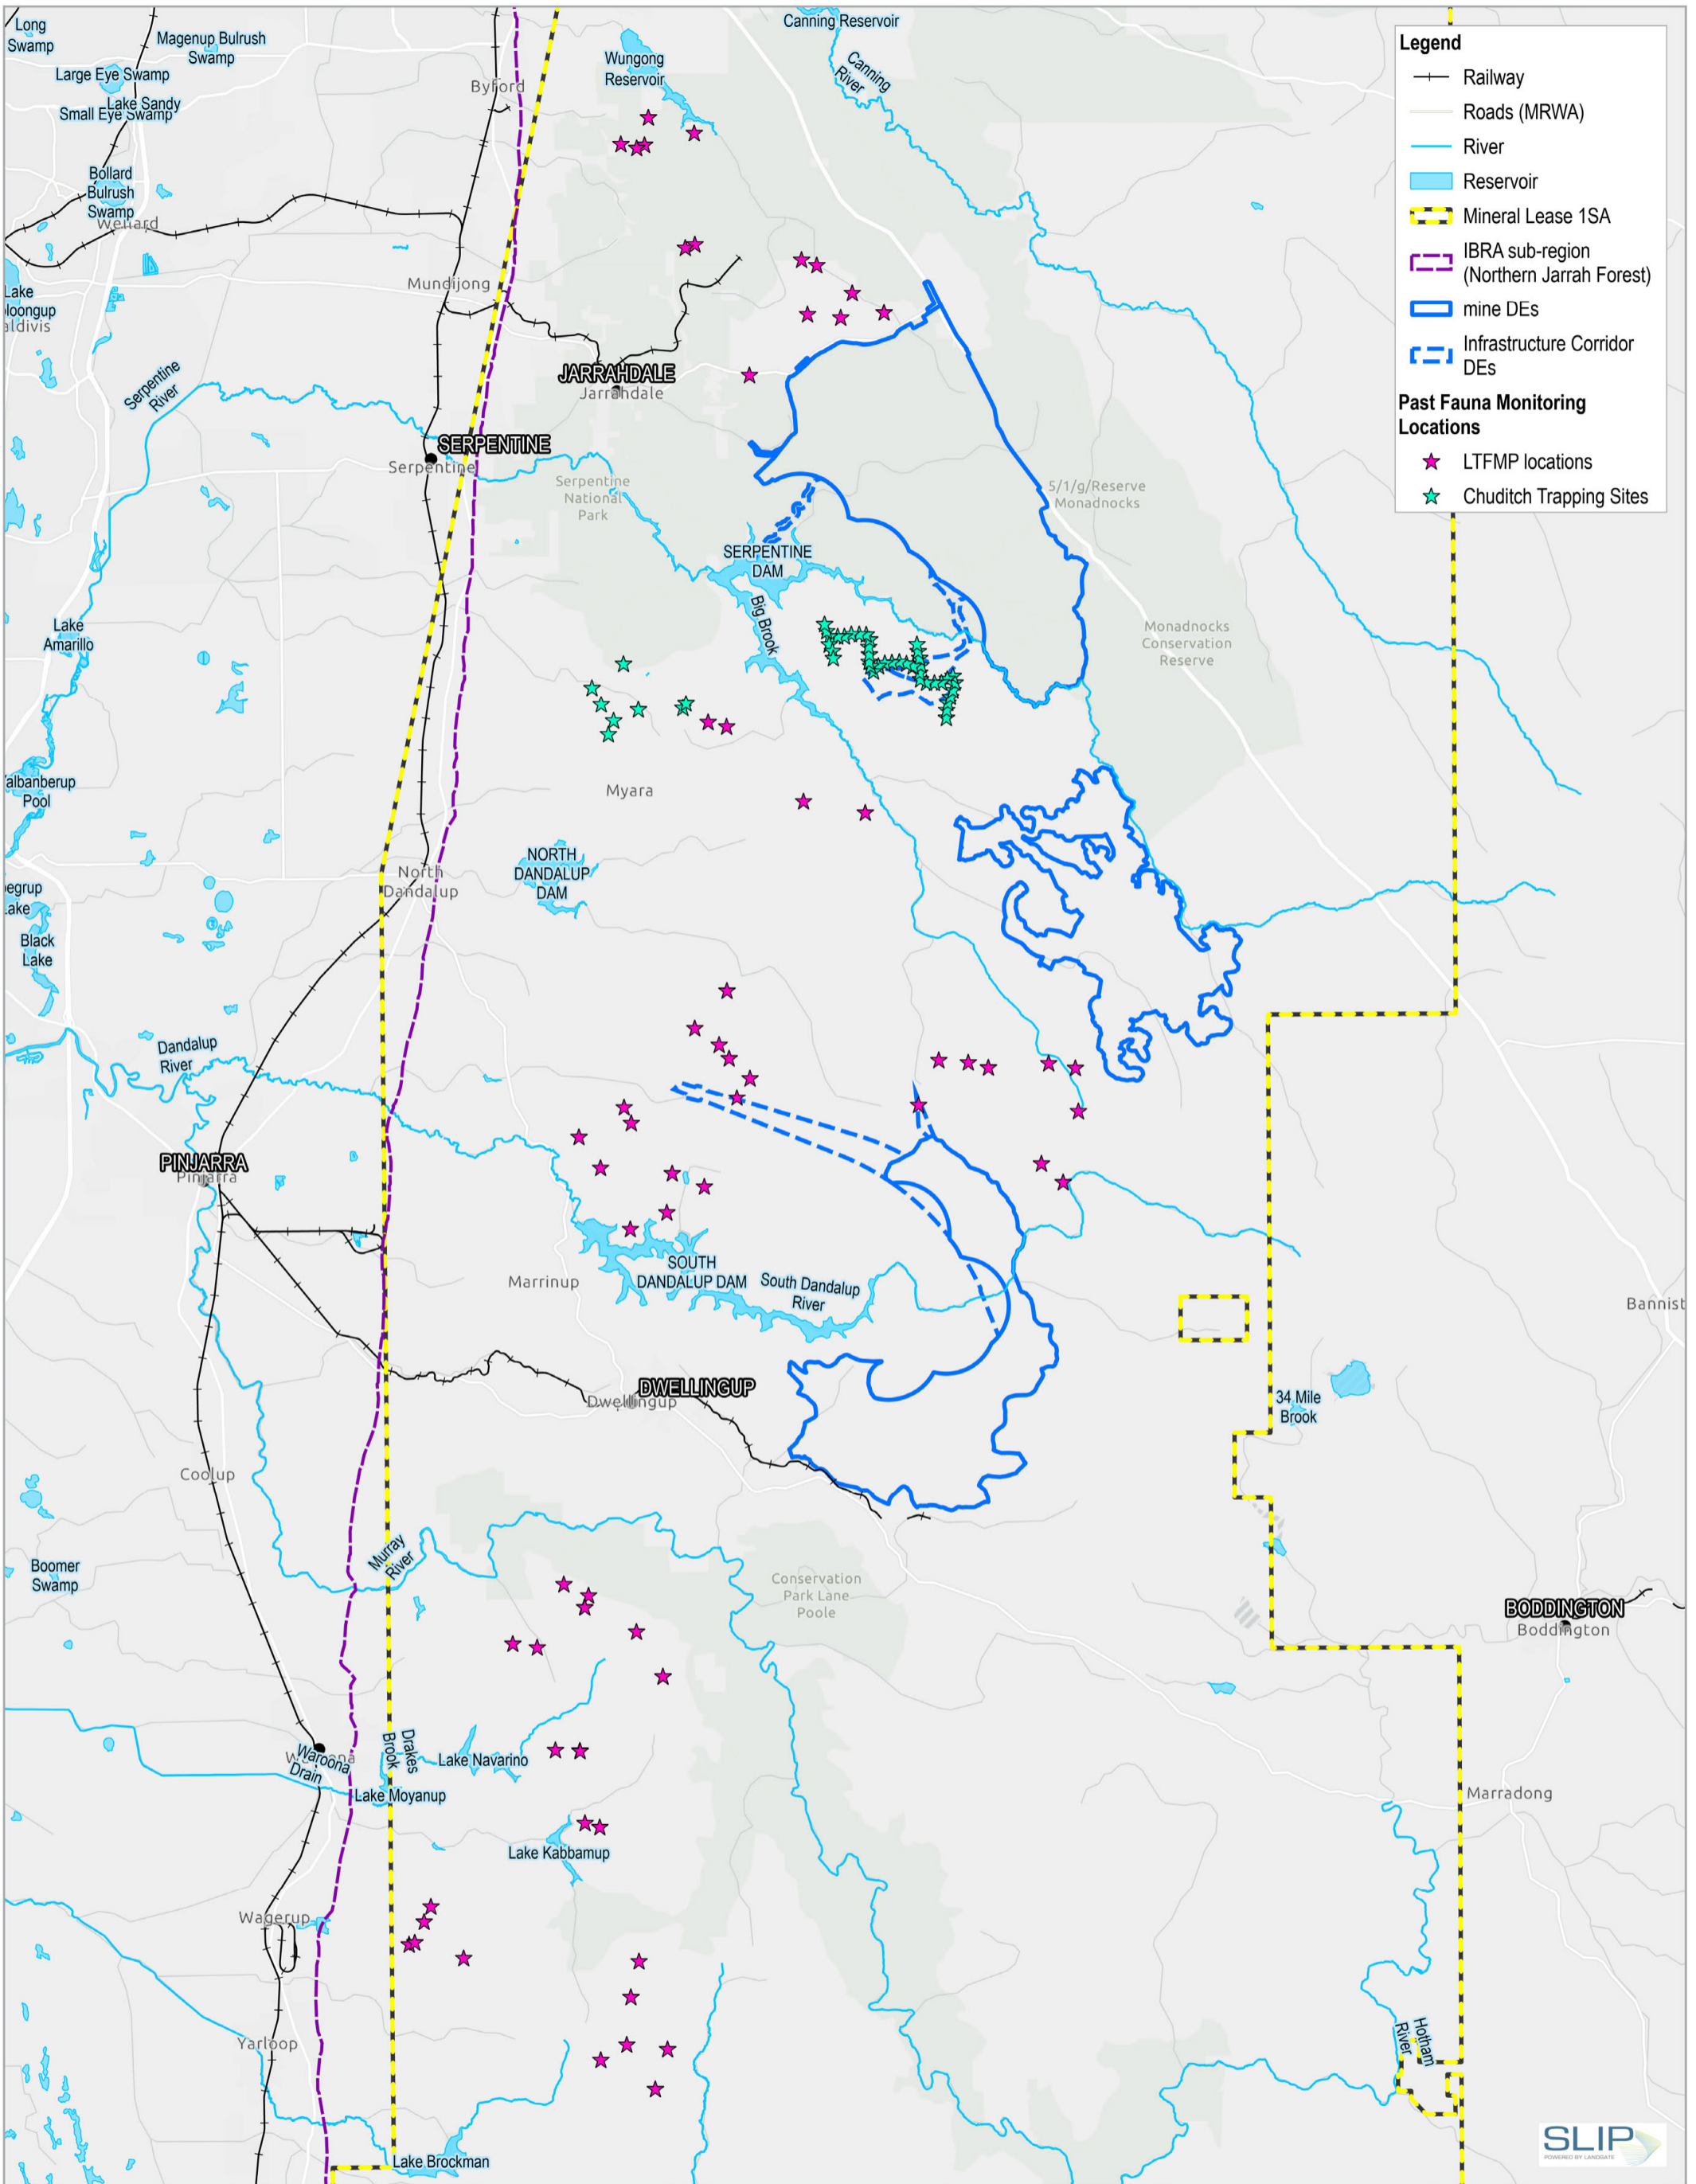 Long
Swamp
Magenup Bulrush
Swamp
Large Eye Swamp
Lake Sandy
Small Eye Swamp
Byford
Wungong
Reservoir
Canning Reservoir
Canning
River
Bollard
Bulrush
Swamp
Wellard
Mundijong
Lake
aldivis
Serpentine
River
JARRAHDALE
Jarrahdale
SERPENTINE
Serpentine
Serpentine
National
Park
5/1/g/Reserve
Monadnocks
SERPENTINE
DAM
Big Brook
Lake
Amarillo
Monadnocks
Conservation
Reserve
albanberup
Pool
Myara
NORTH
DANDALUP
DAM
North
Dandalup
egrup
Lake
Black
Lake
Dandalup
River
PINJARRA
Pinjarra
Marrinup
SOUTH
DANDALUP DAM
South Dandalup
River
Bannist
DWELLINGUP
Dwellingup
34 Mile
Brook
Coolup
Murray
River
Boomer
Swamp
Conservation
Park Lane
Poole
BODDINGTON
Boddington
Waroona
Waroona
Drain
Drakes
Brook
Lake Navarino
Lake Moyanup
Marradong
Lake Kabbamup
Wagerup
Yarloop
Hotham
River
Lake Brockman
Legend
Railway
Roads (MRWA)
River
Reservoir
Mineral Lease 1SA
IBRA sub-region
(Northern Jarrah Forest)
mine DEs
Infrastructure Corridor
DEs
Past Fauna Monitoring
Locations
LTFMP locations
Chuditch Trapping Sites
SLIP
POWERED BY LANDGATE